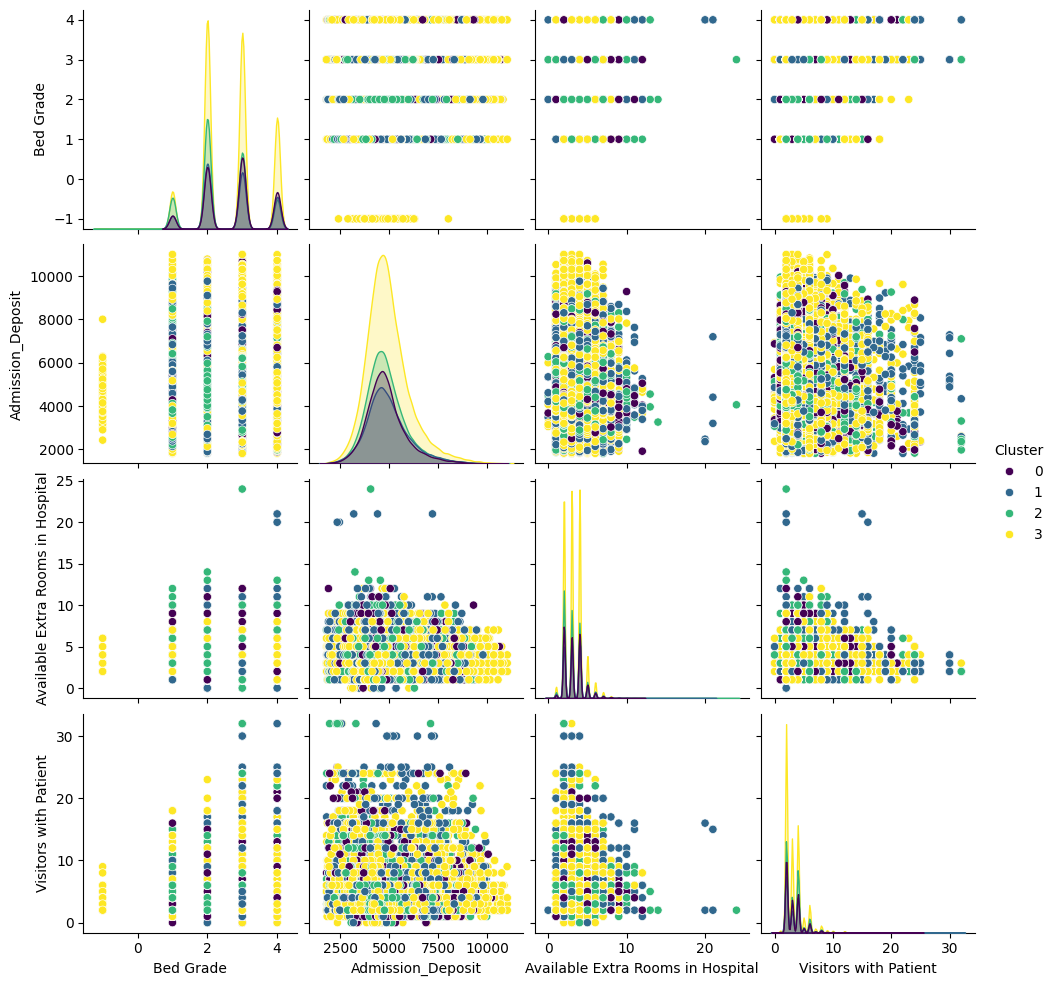 4
3
2
1
0
−1
Bed Grade
10000
8000
6000
4000
2000
Admission_Deposit
Cluster
0
1
2
3
25
20
15
10
5
0
Available Extra Rooms in Hospital
30
20
10
0
Visitors with Patient
0 2 4
2500 5000 7500 10000
0 10 20
0 10 20 30
Bed Grade
Admission_Deposit
Available Extra Rooms in Hospital
Visitors with Patient